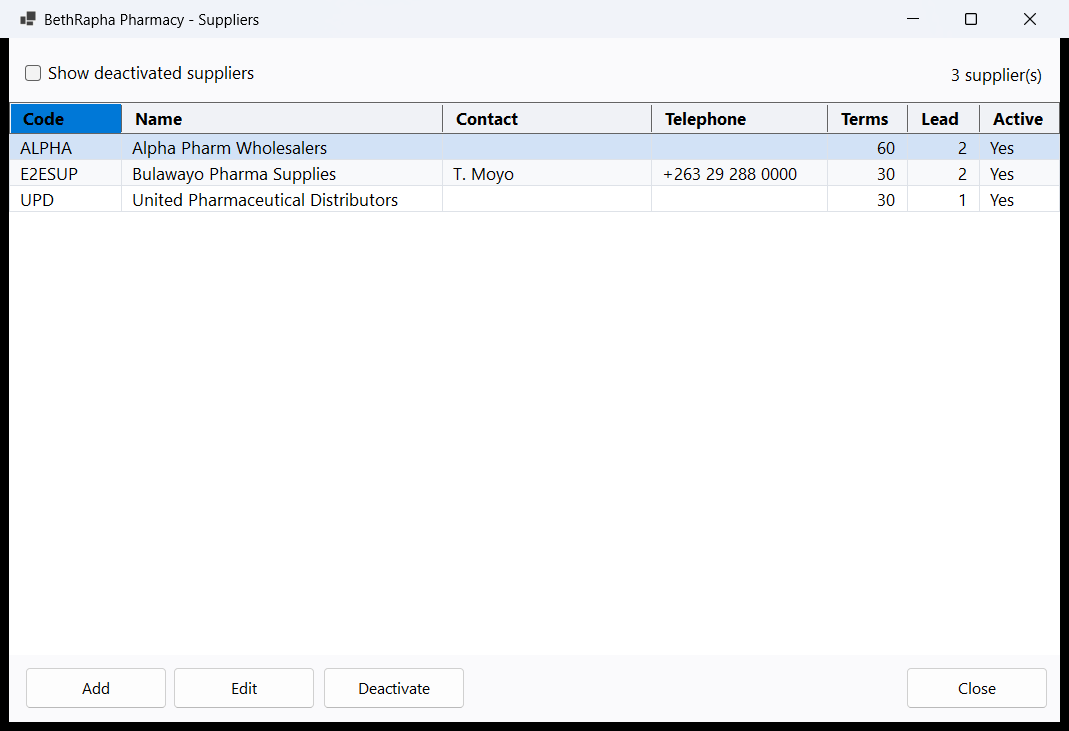 BethRapha Pharmacy - Suppliers
Show deactivated suppliers
3 supplier(s)
Code Name Contact Telephone Terms Lead Active
ALPHA Alpha Pharm Wholesalers 60 2 Yes
E2ESUP Bulawayo Pharma Supplies T. Moyo +263 29 288 0000 30 2 Yes
UPD United Pharmaceutical Distributors 30 1 Yes
Add Edit Deactivate Close